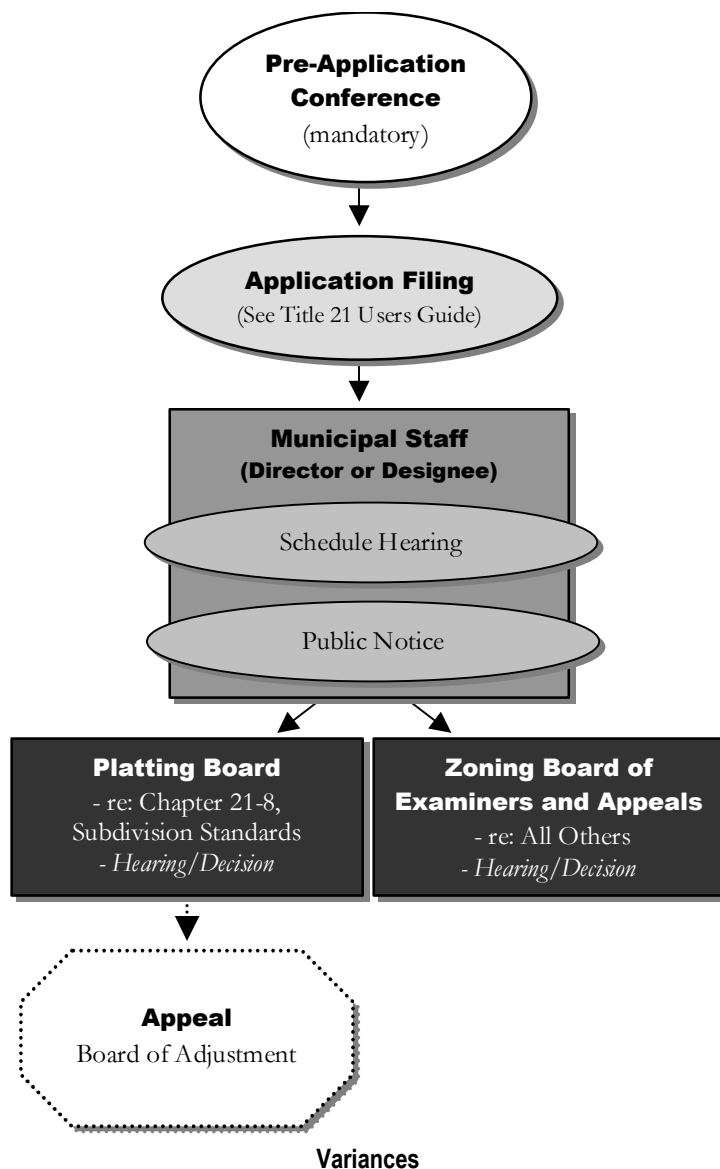 Pre-Application
Conference
(mandatory)
Application Filing
(See Title 21 Users Guide)
Municipal Staff
(Director or Designee)
Schedule Hearing
Public Notice
Platting Board
- re: Chapter 21-8,
Subdivision Standards
- Hearing/Decision
Zoning Board of
Examiners and Appeals
- re: All Others
- Hearing/Decision
Appeal
Board of Adjustment
Variances